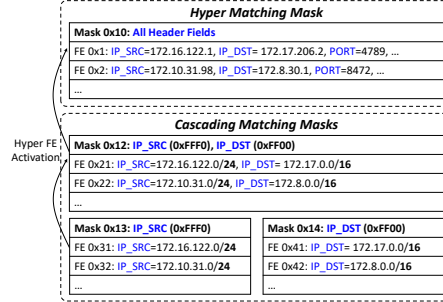 Hyper Matching Mask
Mask 0x10: All Header Fields
FE 0x1: IP_SRC=172.16.122.1, IP_DST= 172.17.206.2, PORT=4789, ...
FE 0x2: IP_SRC=172.10.31.98, IP_DST=172.8.30.1, PORT=8472, ...
...
Hyper FE
Activation
Cascading Matching Masks
Mask 0x12: IP_SRC (0xFFF0), IP_DST (0xFF00)
FE 0x21: IP_SRC=172.16.122.0/24, IP_DST= 172.17.0.0/16
FE 0x22: IP_SRC=172.10.31.0/24, IP_DST=172.8.0.0/16
...
Mask 0x13: IP_SRC (0xFFF0)
FE 0x31: IP_SRC=172.16.122.0/24
FE 0x32: IP_SRC=172.10.31.0/24
...
Mask 0x14: IP_DST (0xFF00)
FE 0x41: IP_DST= 172.17.0.0/16
FE 0x42: IP_DST=172.8.0.0/16
...